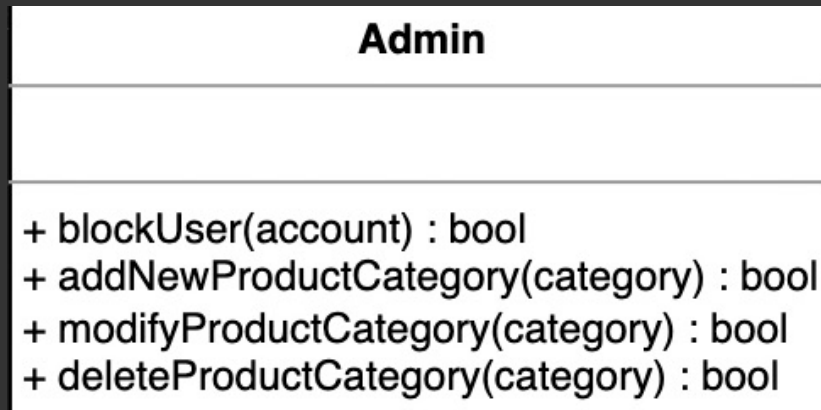 Admin
+ blockUser(account) : bool
+ addNewProductCategory(category) : bool
+ modifyProductCategory(category) : bool
+ deleteProductCategory(category) : bool